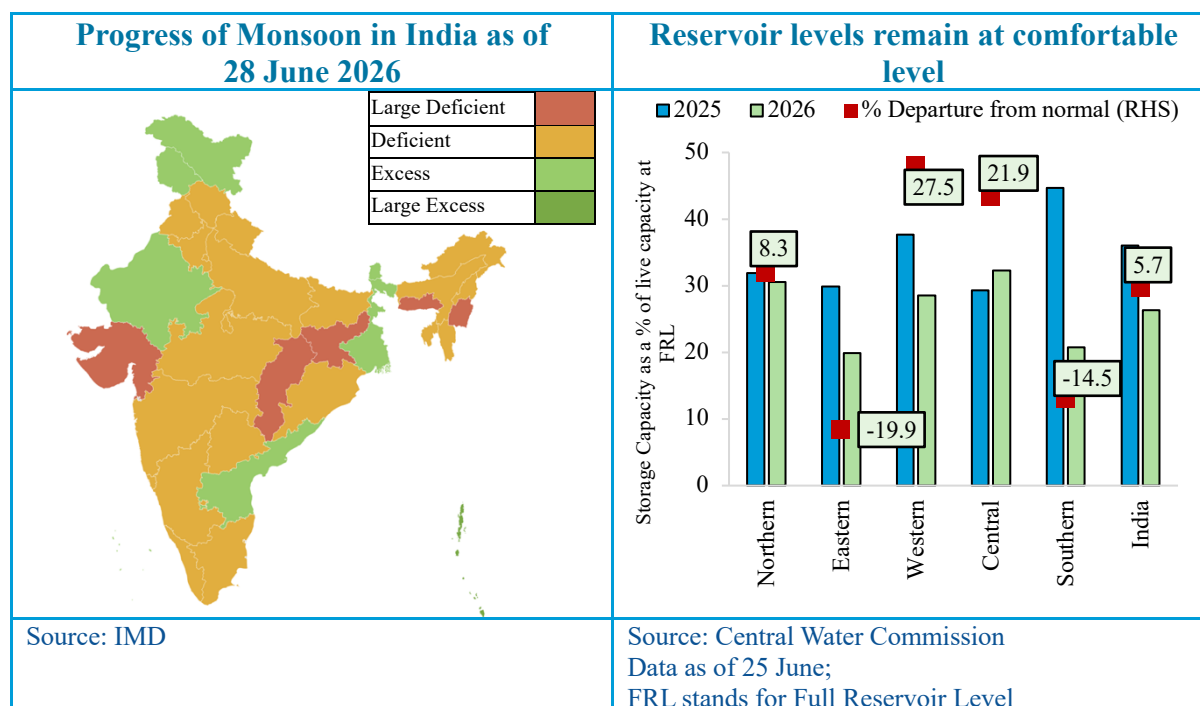 Progress of Monsoon in India as of
28 June 2026
Large Deficient
Deficient
Excess
Large Excess
Source: IMD
Reservoir levels remain at comfortable
level
2025
2026
% Departure from normal (RHS)
Storage Capacity as a % of live capacity at
FRL
50
40
30
20
10
0
8.3
-19.9
27.5
21.9
-14.5
5.7
Northern
Eastern
Western
Central
Southern
India
Source: Central Water Commission
Data as of 25 June;
FRL stands for Full Reservoir Level